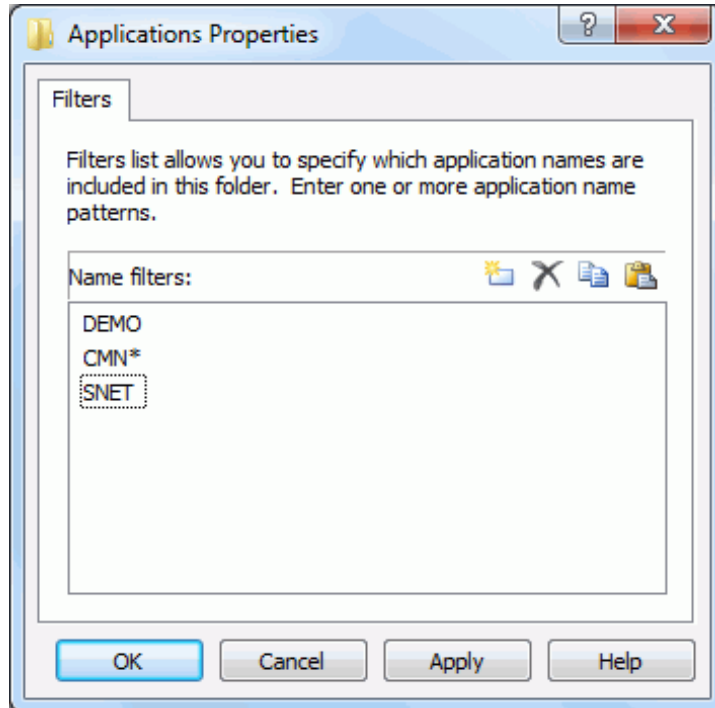 Applications Properties
Filters
Filters list allows you to specify which application names are
included in this folder.  Enter one or more application name
patterns.
Name filters:
DEMO
CMN*
SNET
OK Cancel Apply Help